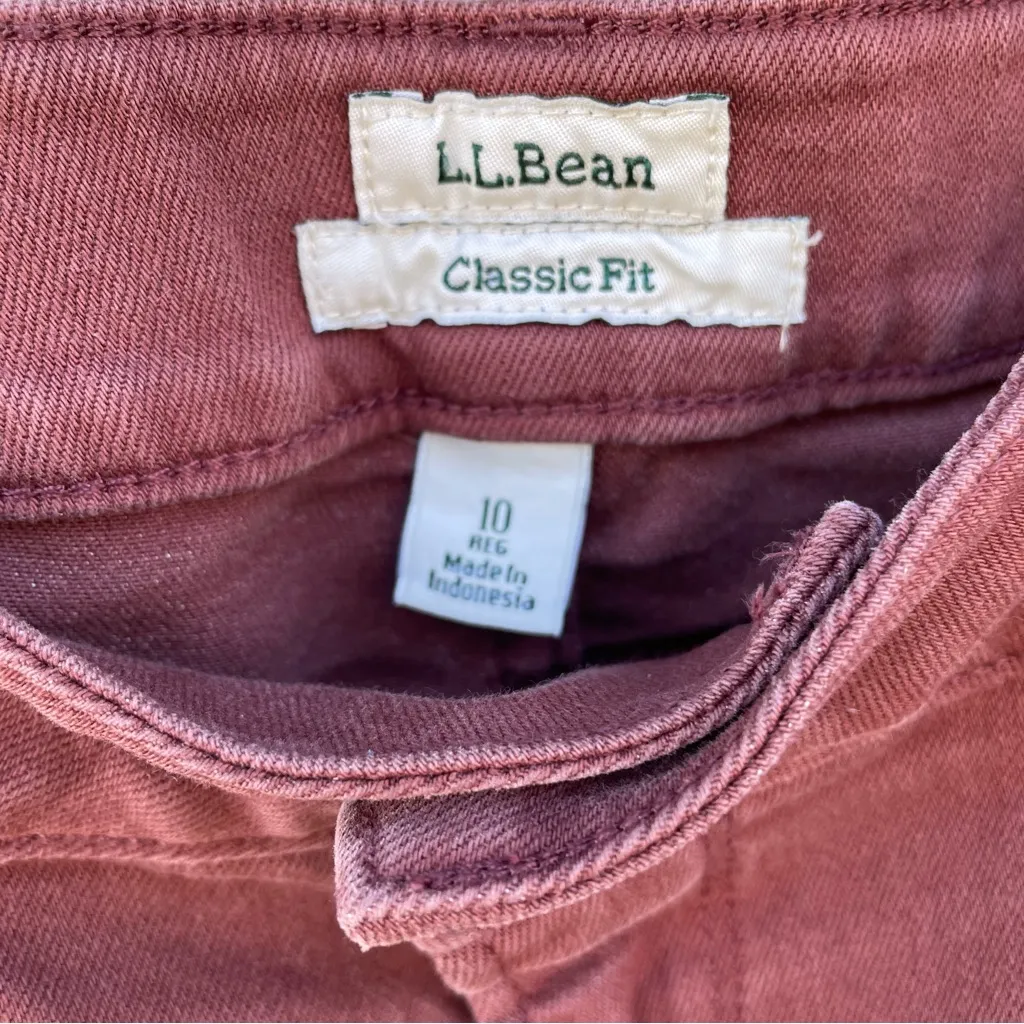 L.L.Bean
Classic Fit
10
REG
Made In
Indonesia